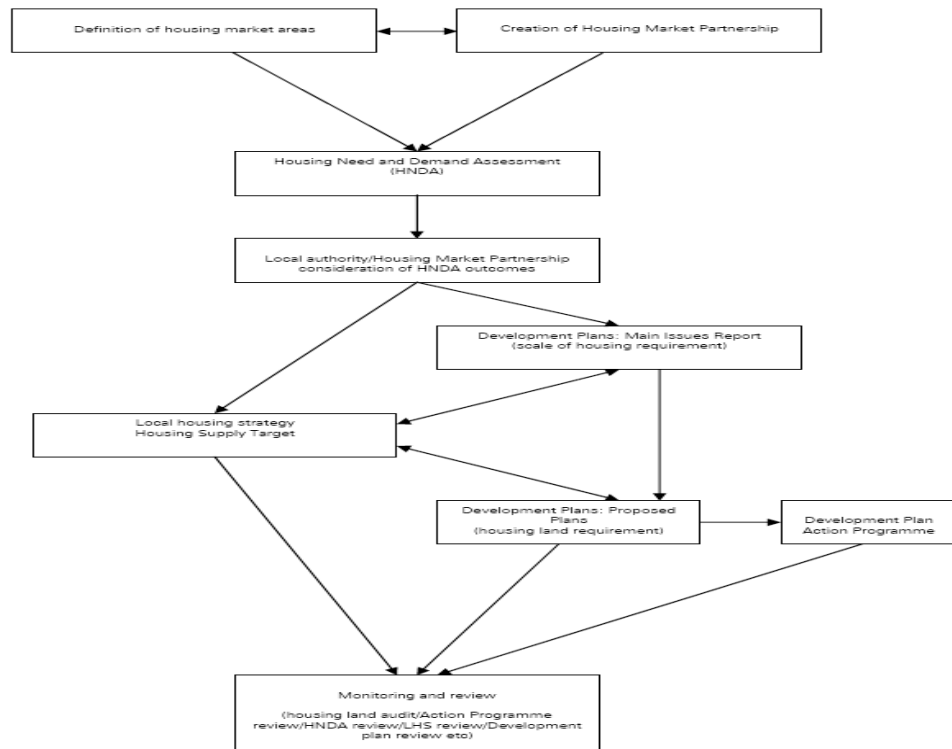 Definition of housing market areas
Creation of Housing Market Partnership
Housing Need and Demand Assessment
(HNDA)
Local authority/Housing Market Partnership
consideration of HNDA outcomes
Development Plans: Main Issues Report
(scale of housing requirement)
Local housing strategy
Housing Supply Target
Development Plans: Proposed
Plans
(housing land requirement)
Development Plan
Action Programme
Monitoring and review
(housing land audit/Action Programme
review/HNDA review/LHS review/Development
plan review etc)